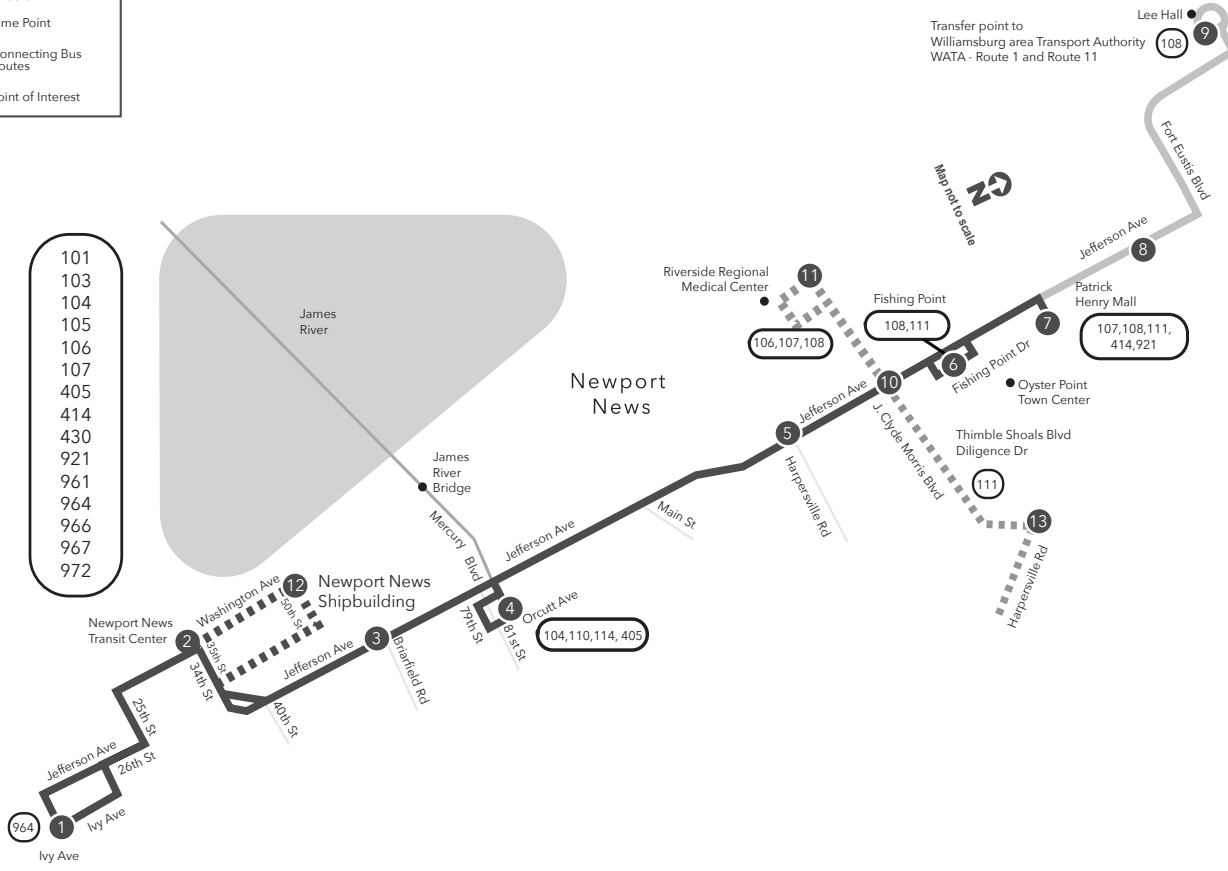 me Point
onnecting Bus
outes
oint of Interest
Lee Hall
9
Transfer point to
Williamsburg area Transport Authority
WATA - Route 1 and Route 11
108
Fort Eustis Blvd
Map not to scale
N
Jefferson Ave
8
101
103
104
105
106
107
405
414
430
921
961
964
966
967
972
James
River
Riverside Regional
Medical Center
11
106,107,108
Fishing Point
108,111
Patrick
Henry Mall
7
107,108,111,
414,921
6
Fishing Point Dr
Oyster Point
Town Center
Newport
News
10
Jefferson Ave
5
J. Clyde Morris Blvd
Thimble Shoals Blvd
Diligence Dr
111
13
Harpersville Rd
Harpersville Rd
James
River
Bridge
Mercury Blvd
Main St
Jefferson Ave
Newport News
Shipbuilding
12
Washington Ave
50th St
4
Orcutt Ave
79th St
81st St
104,110,114, 405
Newport News
Transit Center
2
35th St
34th St
Jefferson Ave
3
Briarfield Rd
40th St
25th St
Jefferson Ave
26th St
964
1
Ivy Ave
Ivy Ave